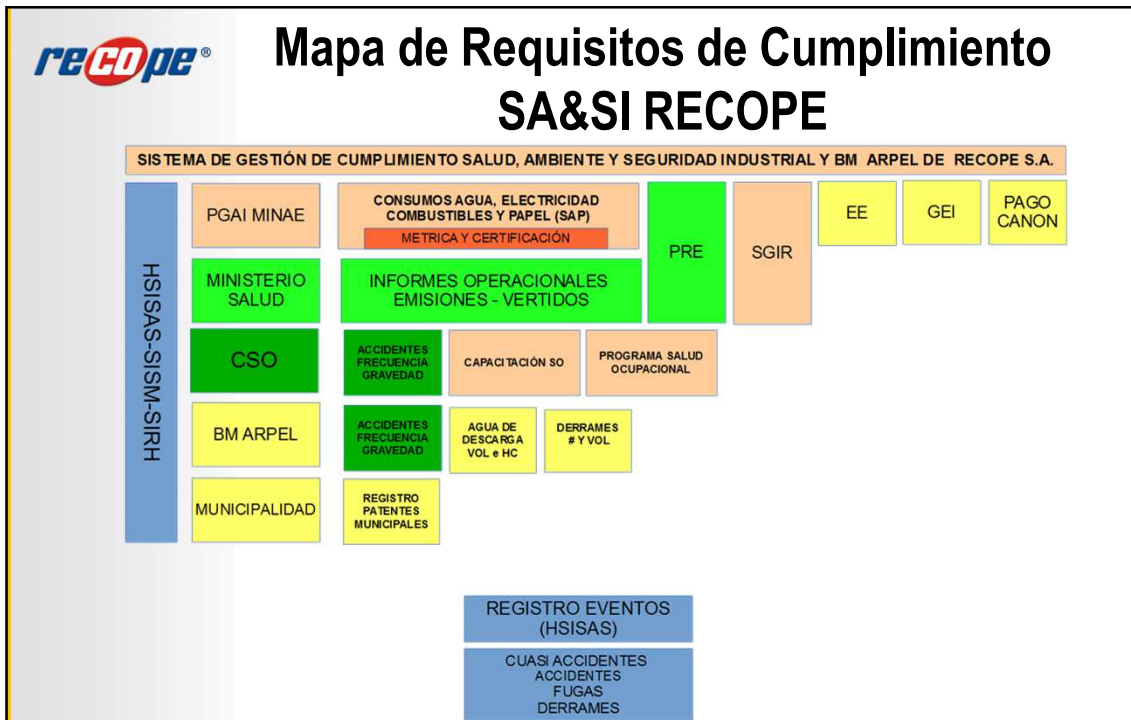 recope®
Mapa de Requisitos de Cumplimiento
SA&SI RECOPE
SISTEMA DE GESTIÓN DE CUMPLIMIENTO SALUD, AMBIENTE Y SEGURIDAD INDUSTRIAL Y BM ARPEL DE RECOPE S.A.
HSISAS-SISM-SIRH
PGAI MINAE
CONSUMOS AGUA, ELECTRICIDAD
COMBUSTIBLES Y PAPEL (SAP)
METRICA Y CERTIFICACIÓN
PRE
SGIR
EE
GEI
PAGO
CANON
MINISTERIO
SALUD
INFORMES OPERACIONALES
EMISIONES - VERTIDOS
CSO
ACCIDENTES
FRECUENCIA
GRAVEDAD
CAPACITACIÓN SO
PROGRAMA SALUD
OCUPACIONAL
BM ARPEL
ACCIDENTES
FRECUENCIA
GRAVEDAD
AGUA DE
DESCARGA
VOL e HC
DERRAMES
# Y VOL
MUNICIPALIDAD
REGISTRO
PATENTES
MUNICIPALES
REGISTRO EVENTOS
(HSISAS)
CUASI ACCIDENTES
ACCIDENTES
FUGAS
DERRAMES